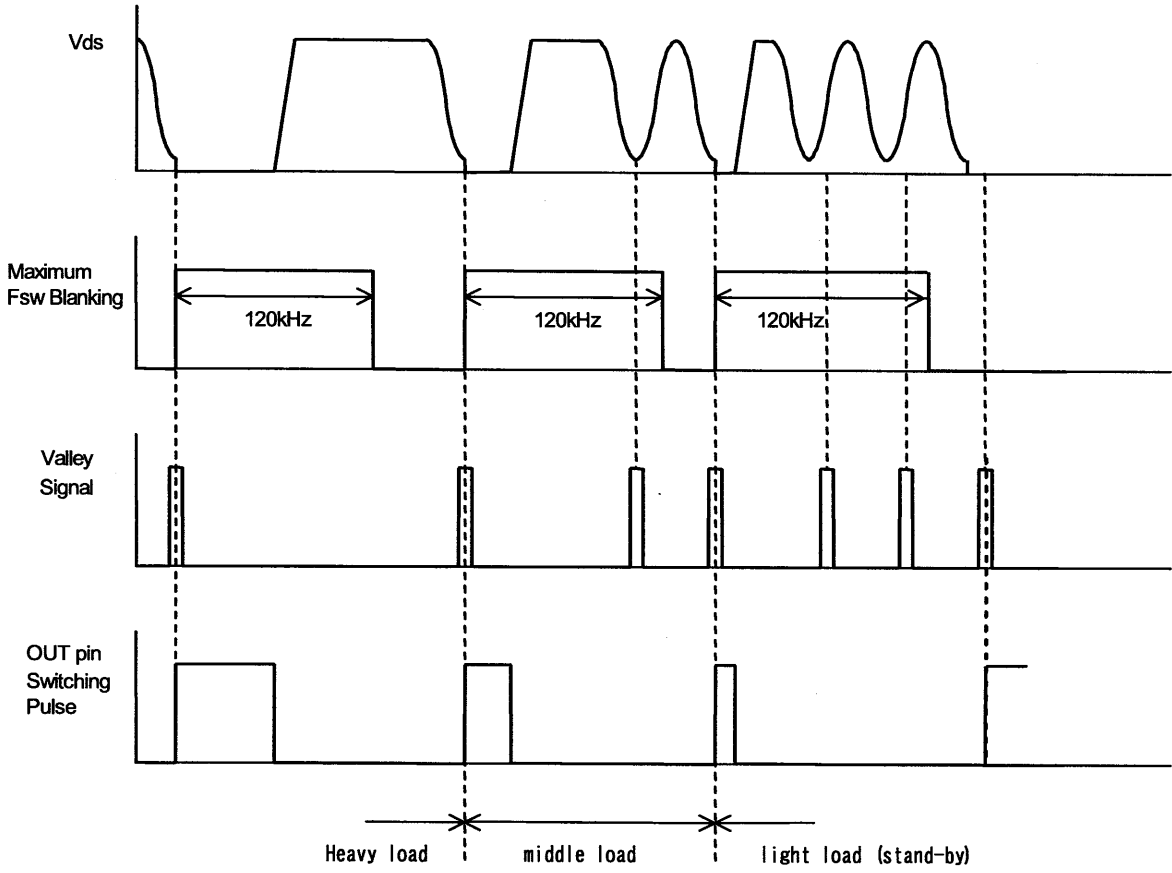 Vds
Maximum
Fsw Blanking
120kHz
120kHz
120kHz
Valley
Signal
OUT pin
Switching
Pulse
Heavy load
middle load
light load (stand-by)